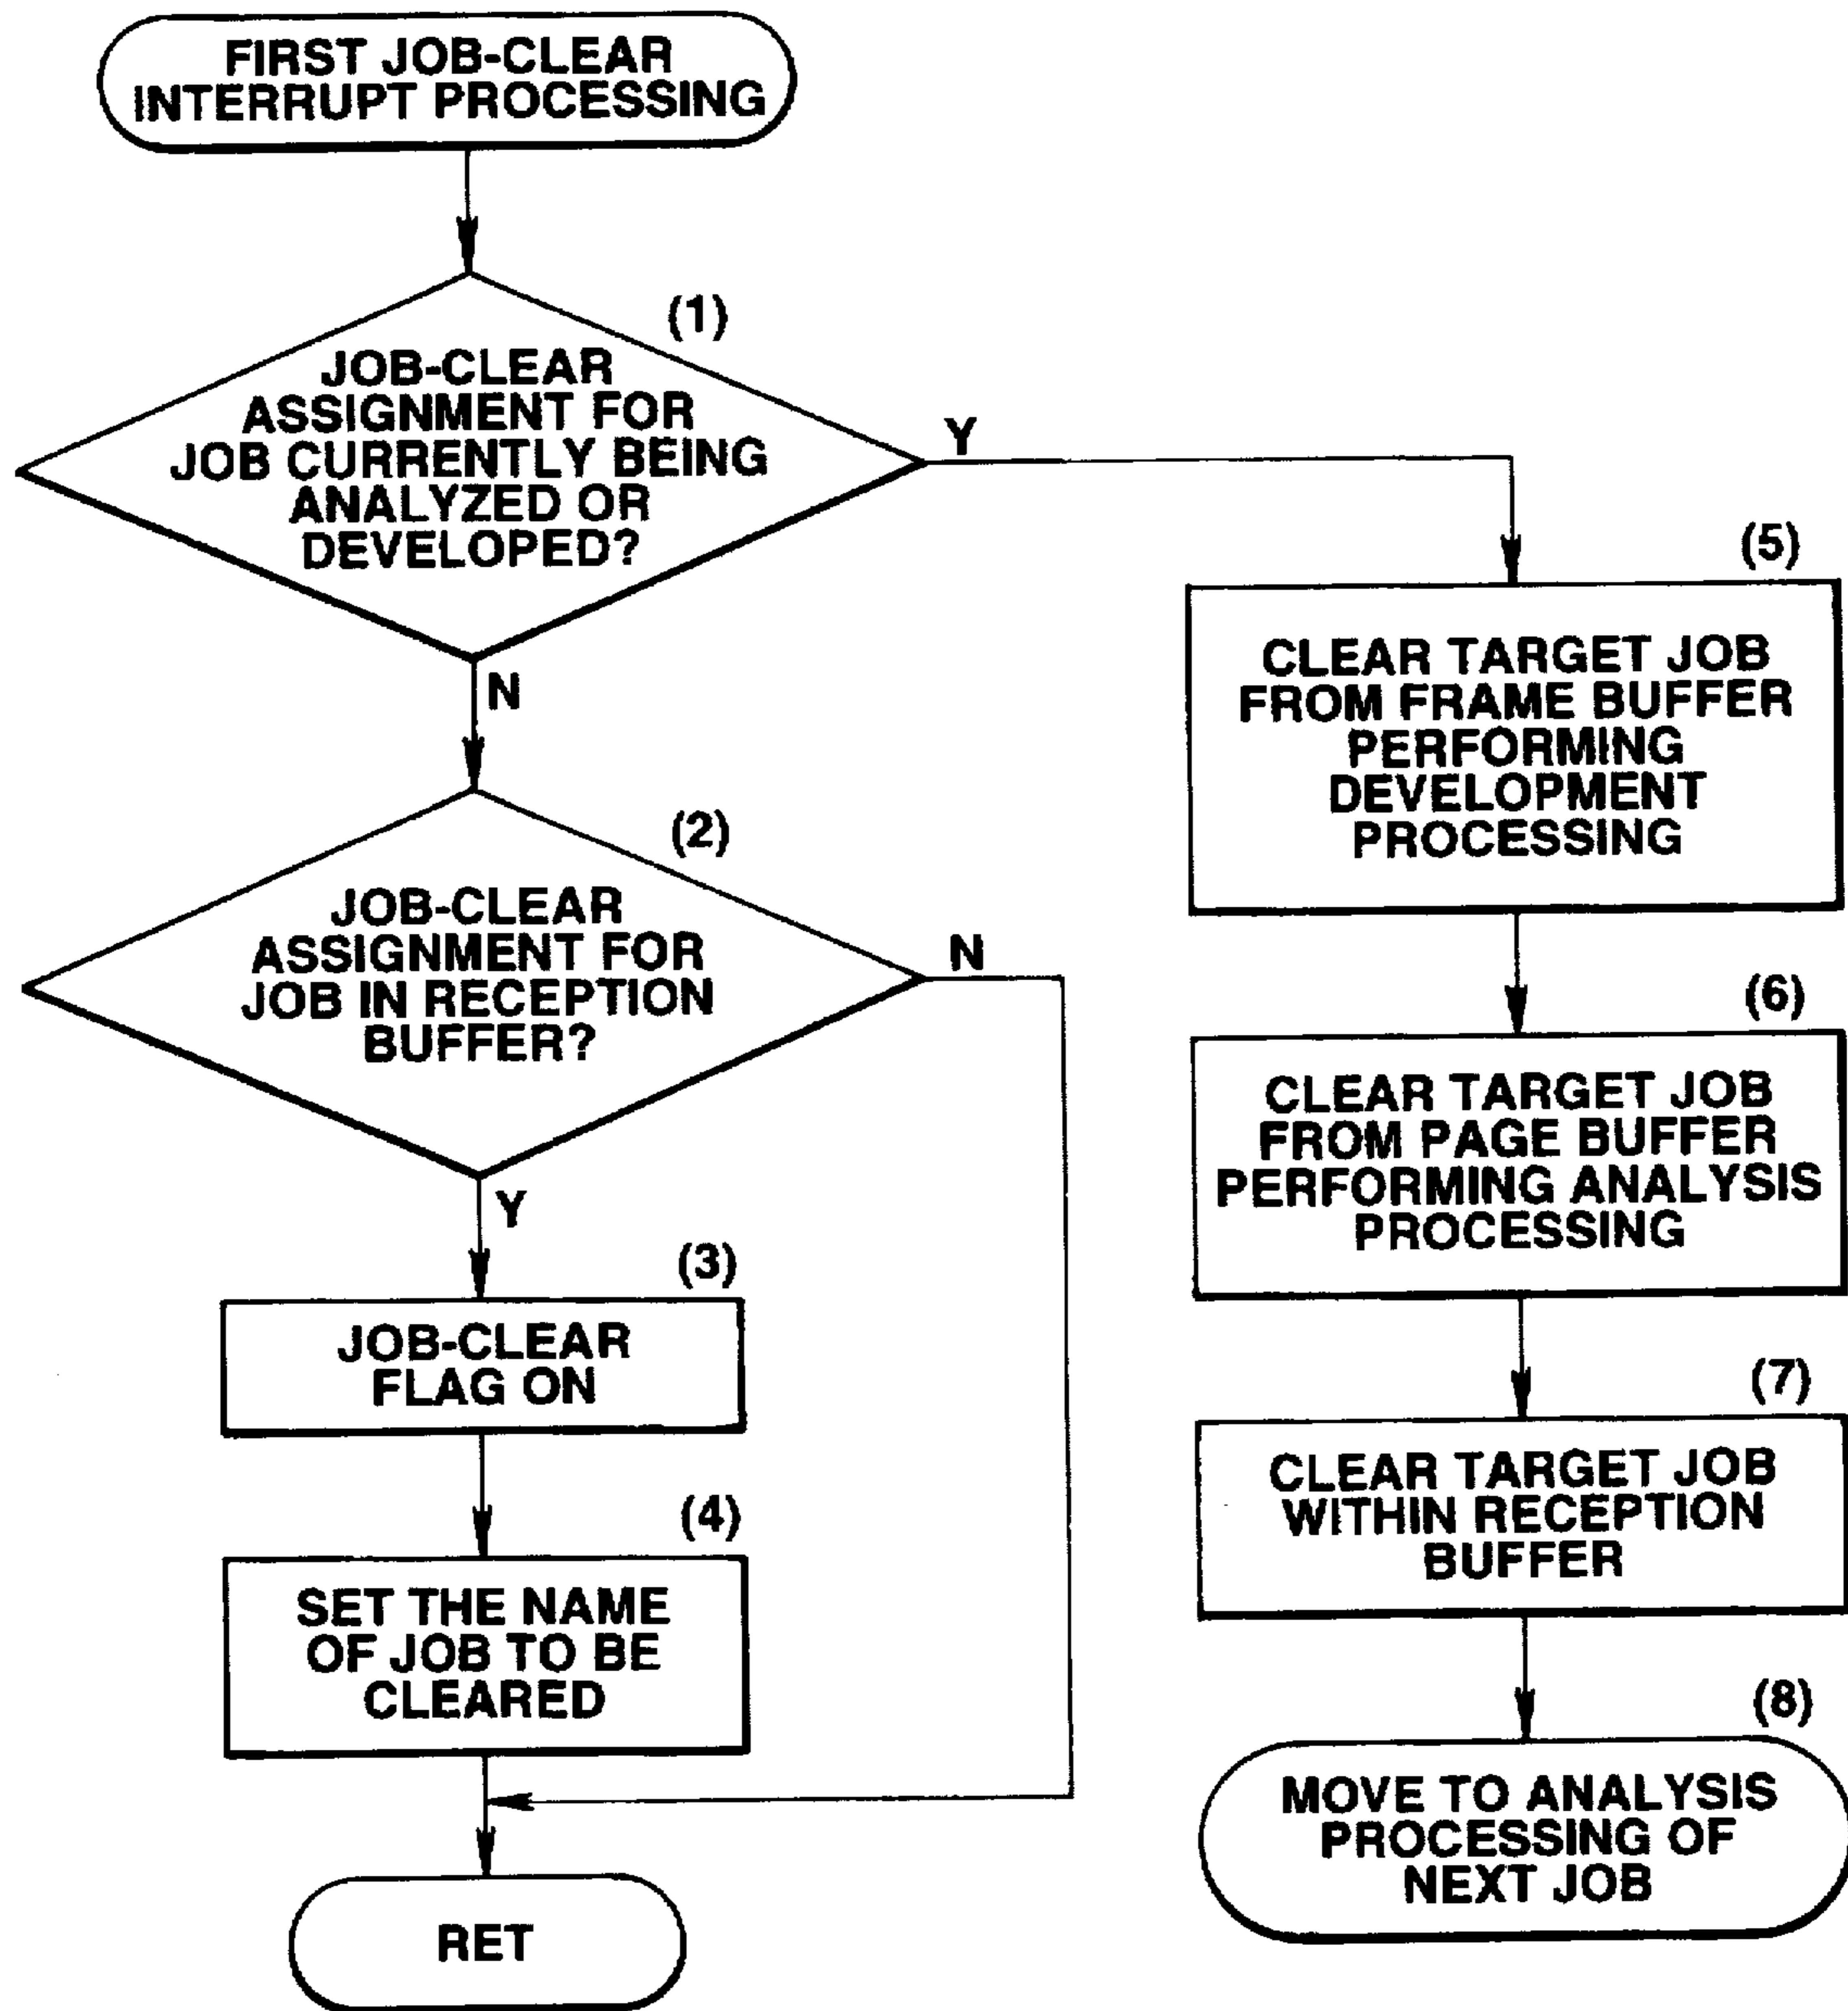 FIRST JOB-CLEAR
INTERRUPT PROCESSING
(1)
JOB-CLEAR
ASSIGNMENT FOR
JOB CURRENTLY BEING
ANALYZED OR
DEVELOPED?
Y
N
(2)
JOB-CLEAR
ASSIGNMENT FOR
JOB IN RECEPTION
BUFFER?
N
Y
(3)
JOB-CLEAR
FLAG ON
(4)
SET THE NAME
OF JOB TO BE
CLEARED
RET
(5)
CLEAR TARGET JOB
FROM FRAME BUFFER
PERFORMING
DEVELOPMENT
PROCESSING
(6)
CLEAR TARGET JOB
FROM PAGE BUFFER
PERFORMING ANALYSIS
PROCESSING
(7)
CLEAR TARGET JOB
WITHIN RECEPTION
BUFFER
(8)
MOVE TO ANALYSIS
PROCESSING OF
NEXT JOB